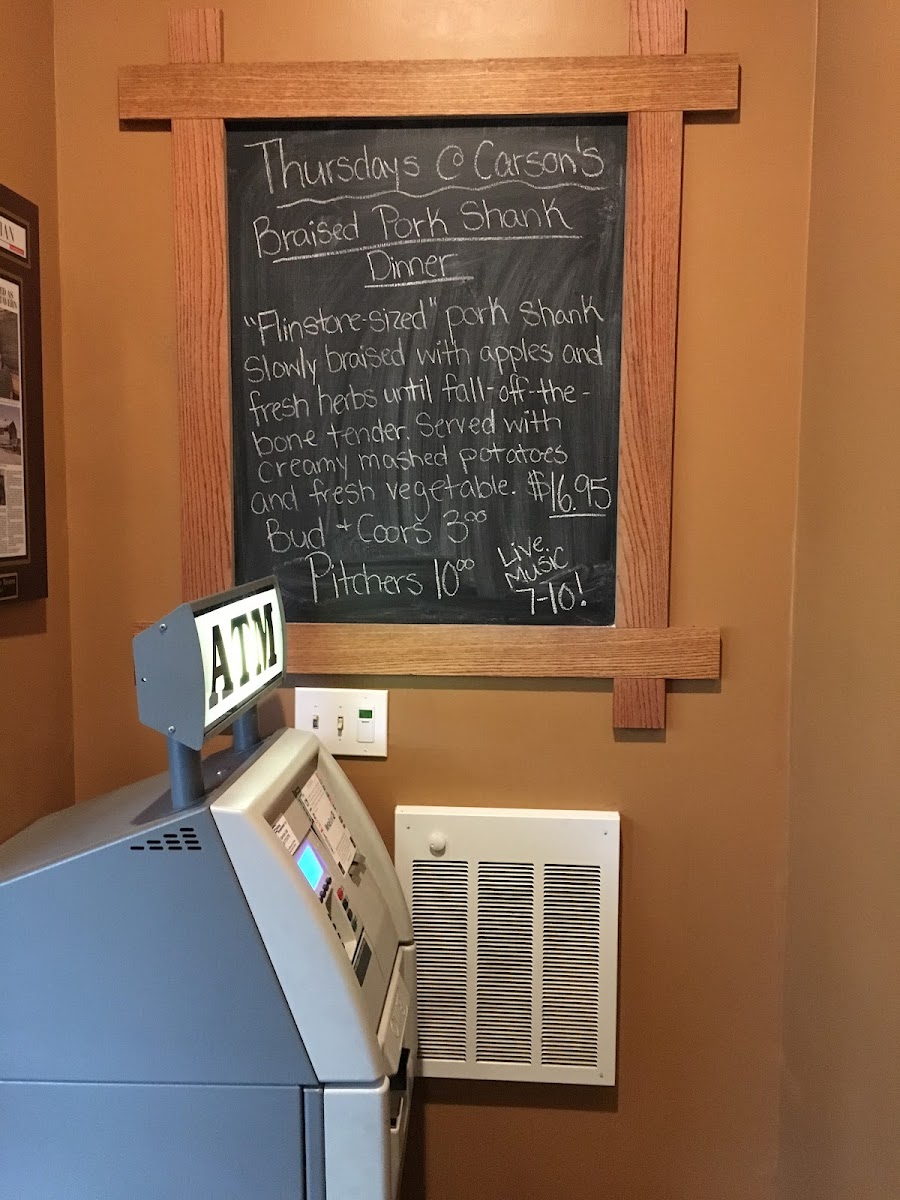 Thursdays @ Carson's
Braised Pork Shank
Dinner
"Flinstone-sized" pork shank
slowly braised with apples and
fresh herbs until fall-off-the-
bone tender. Served with
creamy mashed potatoes
and fresh vegetable. $16.95
Bud + Coors 3.00
Pitchers 10.00
Live
Music
7-10!
ATM